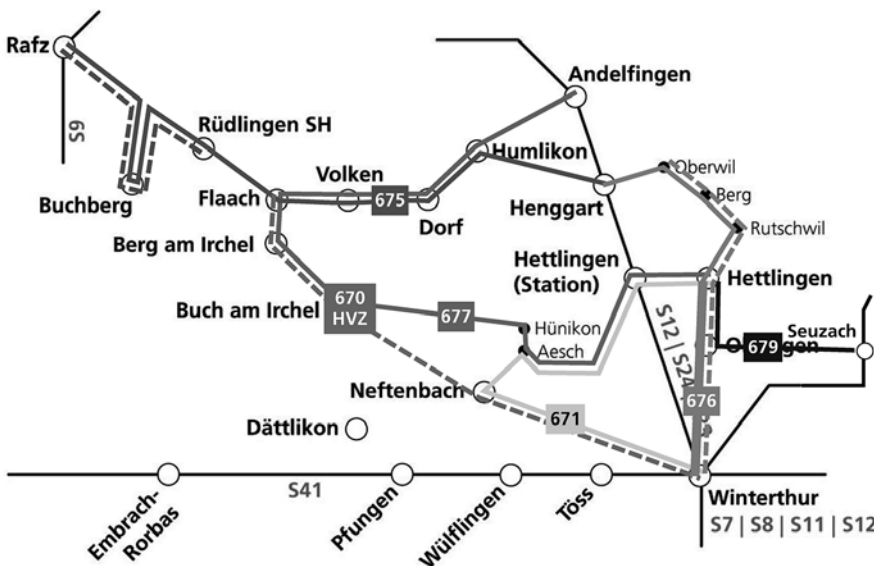 Rafz
Andelfingen
S9
Rüdlingen SH
Humlikon
Oberwil
Volken
Buchberg
Flaach
675
Berg
Dorf
Henggart
Rutschwil
Berg am Irchel
Hettlingen
(Station)
Hettlingen
670
HVZ
Buch am Irchel
677
Hünikon
Aesch
S12 | S24
679
Seuzach
Neftenbach
671
676
Dättlikon
S41
Embrach-
Rorbas
Pfungen
Wülflingen
Töss
Winterthur
S7 | S8 | S11 | S12